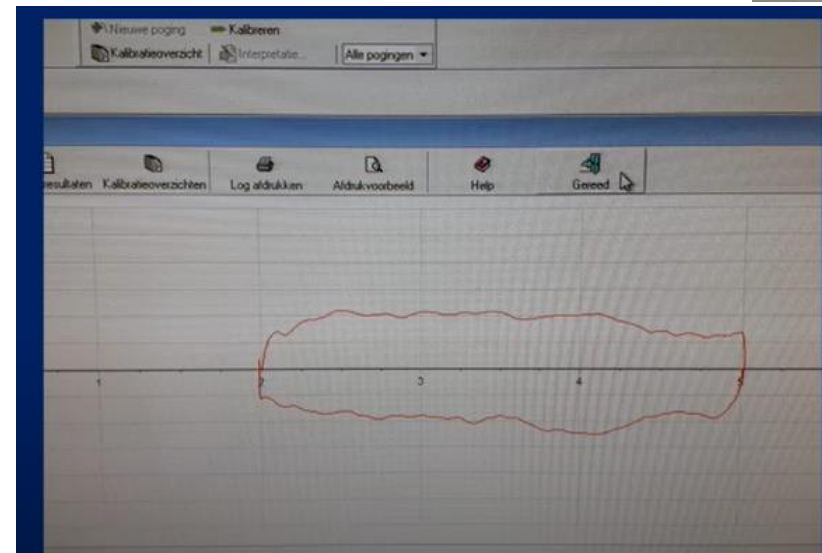 Nieuwe poging Kalibreren
Kalibratieoverzicht Interpretatie... Alle pogingen
resultaten Kalibratieoverzichten Log afdrukken Afdrukvoorbeeld Help Gereed
1 2 3 4 5